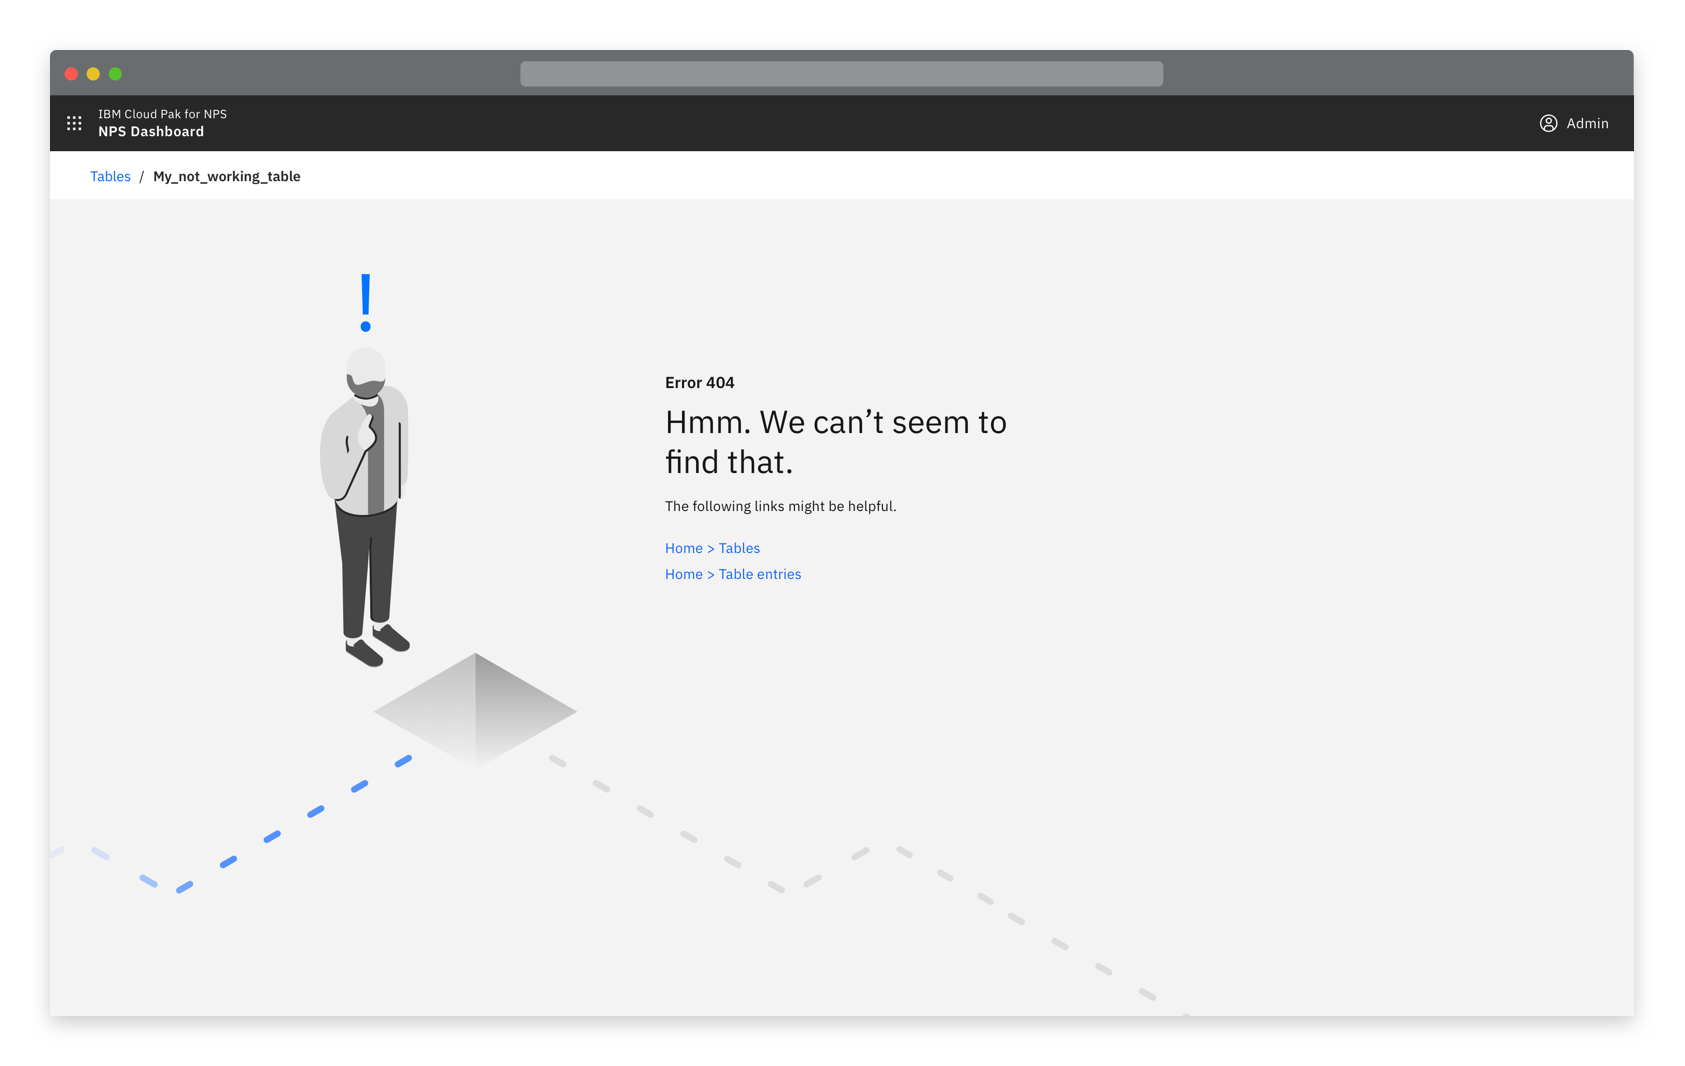 IBM Cloud Pak for NPS
NPS Dashboard
Admin
Tables / My_not_working_table
!
Error 404
Hmm. We can’t seem to
find that.
The following links might be helpful.
Home > Tables
Home > Table entries